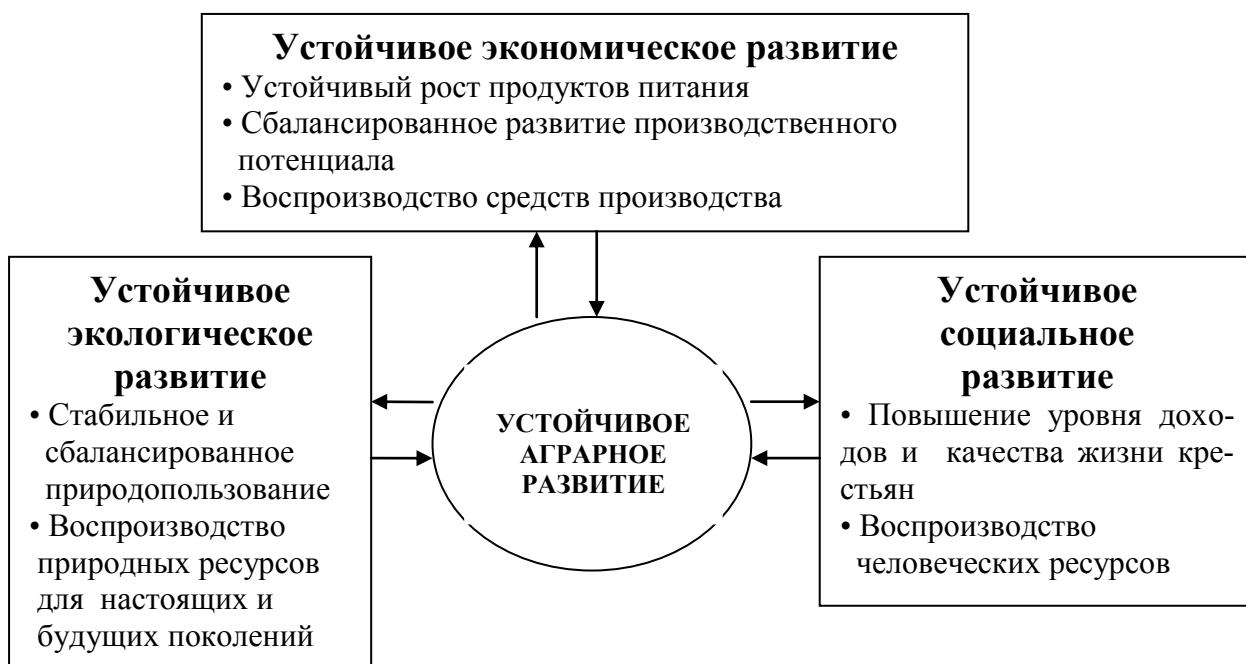 Устойчивое экономическое развитие
• Устойчивый рост продуктов питания
• Сбалансированное развитие производственного
потенциала
• Воспроизводство средств производства
Устойчивое
экологическое
развитие
• Стабильное и
сбалансированное
природопользование
• Воспроизводство
природных ресурсов
для настоящих и
будущих поколений
УСТОЙЧИВОЕ
АГРАРНОЕ
РАЗВИТИЕ
Устойчивое
социальное
развитие
• Повышение уровня дохо-
дов и качества жизни кре-
стьян
• Воспроизводство
человеческих ресурсов